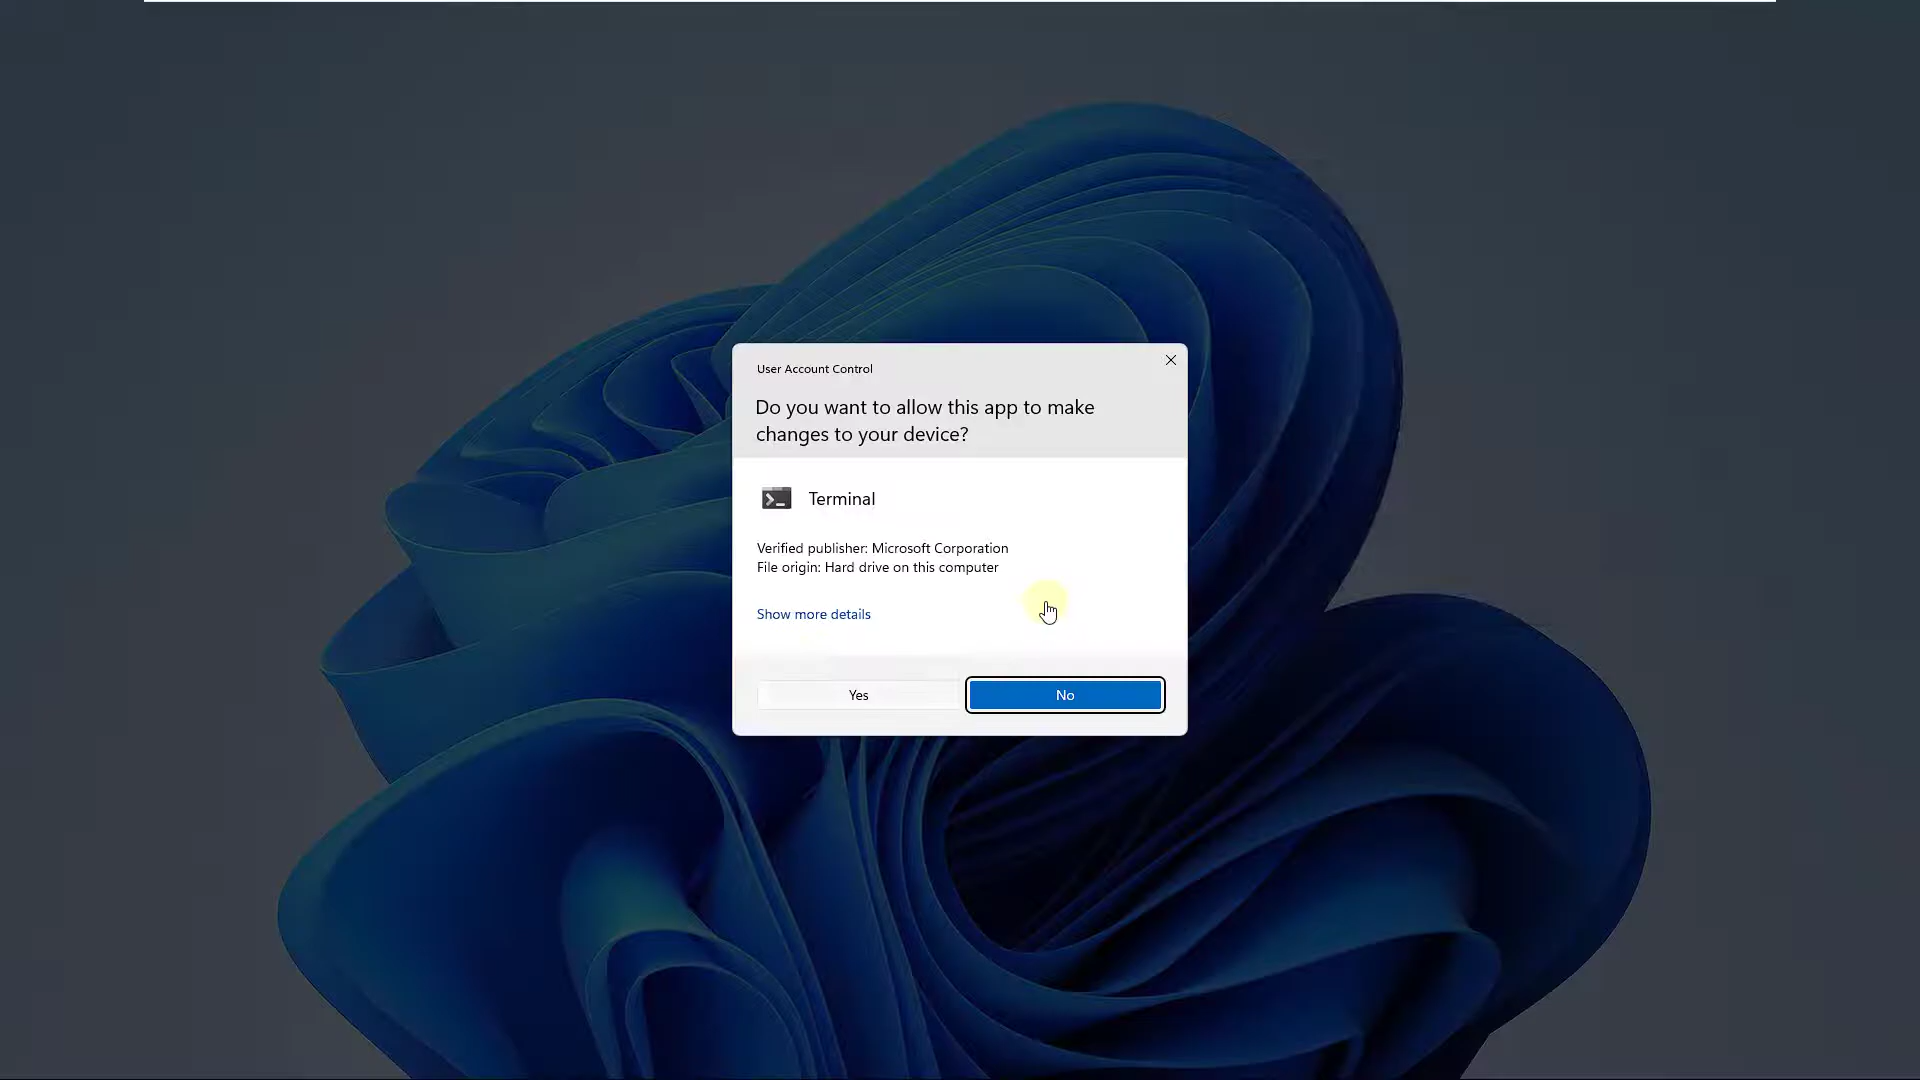 User Account Control
Do you want to allow this app to make
changes to your device?
Terminal
Verified publisher: Microsoft Corporation
File origin: Hard drive on this computer
Show more details
Yes
No